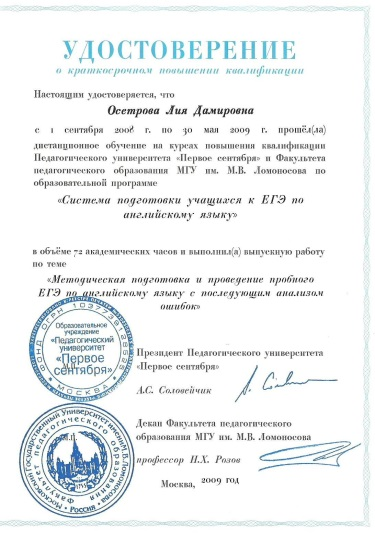 УДОСТОВЕРЕНИЕ
о краткосрочном повышении квалификации
Настоящим удостоверяется, что
Осетрова Лия Дамировна
с 1 сентября 2008 г. по 30 мая 2009 г. прошёл(ла)
дистанционное обучение на курсах повышения квалификации
Педагогического университета «Первое сентября» и Факультета
педагогического образования МГУ им. М.В. Ломоносова по
образовательной программе
«Система подготовки учащихся к ЕГЭ по
английскому языку»
в объёме 72 академических часов и выполнил(а) выпускную работу
по теме
«Методическая подготовка и проведение пробного
ЕГЭ по английскому языку с последующим анализом
ошибок»
Образовательное
учреждение
«Педагогический
университет
«Первое
сентября»
МОСКВА
Президент Педагогического университета
«Первое сентября»
А.С. Соловейчик
Московский Государственный Университет имени М.В. Ломоносова
Факультет педагогического образования
Россия
Декан Факультета педагогического
образования МГУ им. М.В. Ломоносова
профессор Н.Х. Розов
Москва, 2009 год